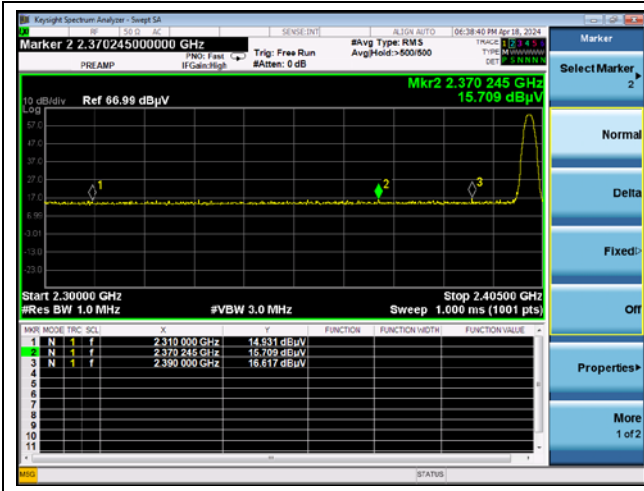 Keysight Spectrum Analyzer - Swept SA
RF 50 Ω AC SENSE:INT ALIGN AUTO 06:38:40 PM Apr 18, 2024
Marker 2 2.370245000000 GHz
PREAMP
PNO: Fast
IFGain:High
Trig: Free Run
#Atten: 0 dB
#Avg Type: RMS
Avg|Hold:>500/500
TRACE 1 2 3 4 5 6
TYPE M
DET P S N N N N
Mkr2 2.370 245 GHz
15.709 dBµV
10 dB/div Ref 66.99 dBµV
Log
57.0
47.0
37.0
27.0
17.0
6.99
-3.01
-13.0
-23.0
1
2
3
Start 2.30000 GHz
Stop 2.40500 GHz
#Res BW 1.0 MHz
#VBW 3.0 MHz
Sweep 1.000 ms (1001 pts)
MKR MODE TRC SCL X Y FUNCTION FUNCTION WIDTH FUNCTION VALUE
1 N 1 f 2.310 000 GHz 14.931 dBµV
2 N 1 f 2.370 245 GHz 15.709 dBµV
3 N 1 f 2.390 000 GHz 16.617 dBµV
4
5
6
7
8
9
10
11
MSG
STATUS
Marker
Select Marker
2
Normal
Delta
Fixed
Off
Properties
More
1 of 2